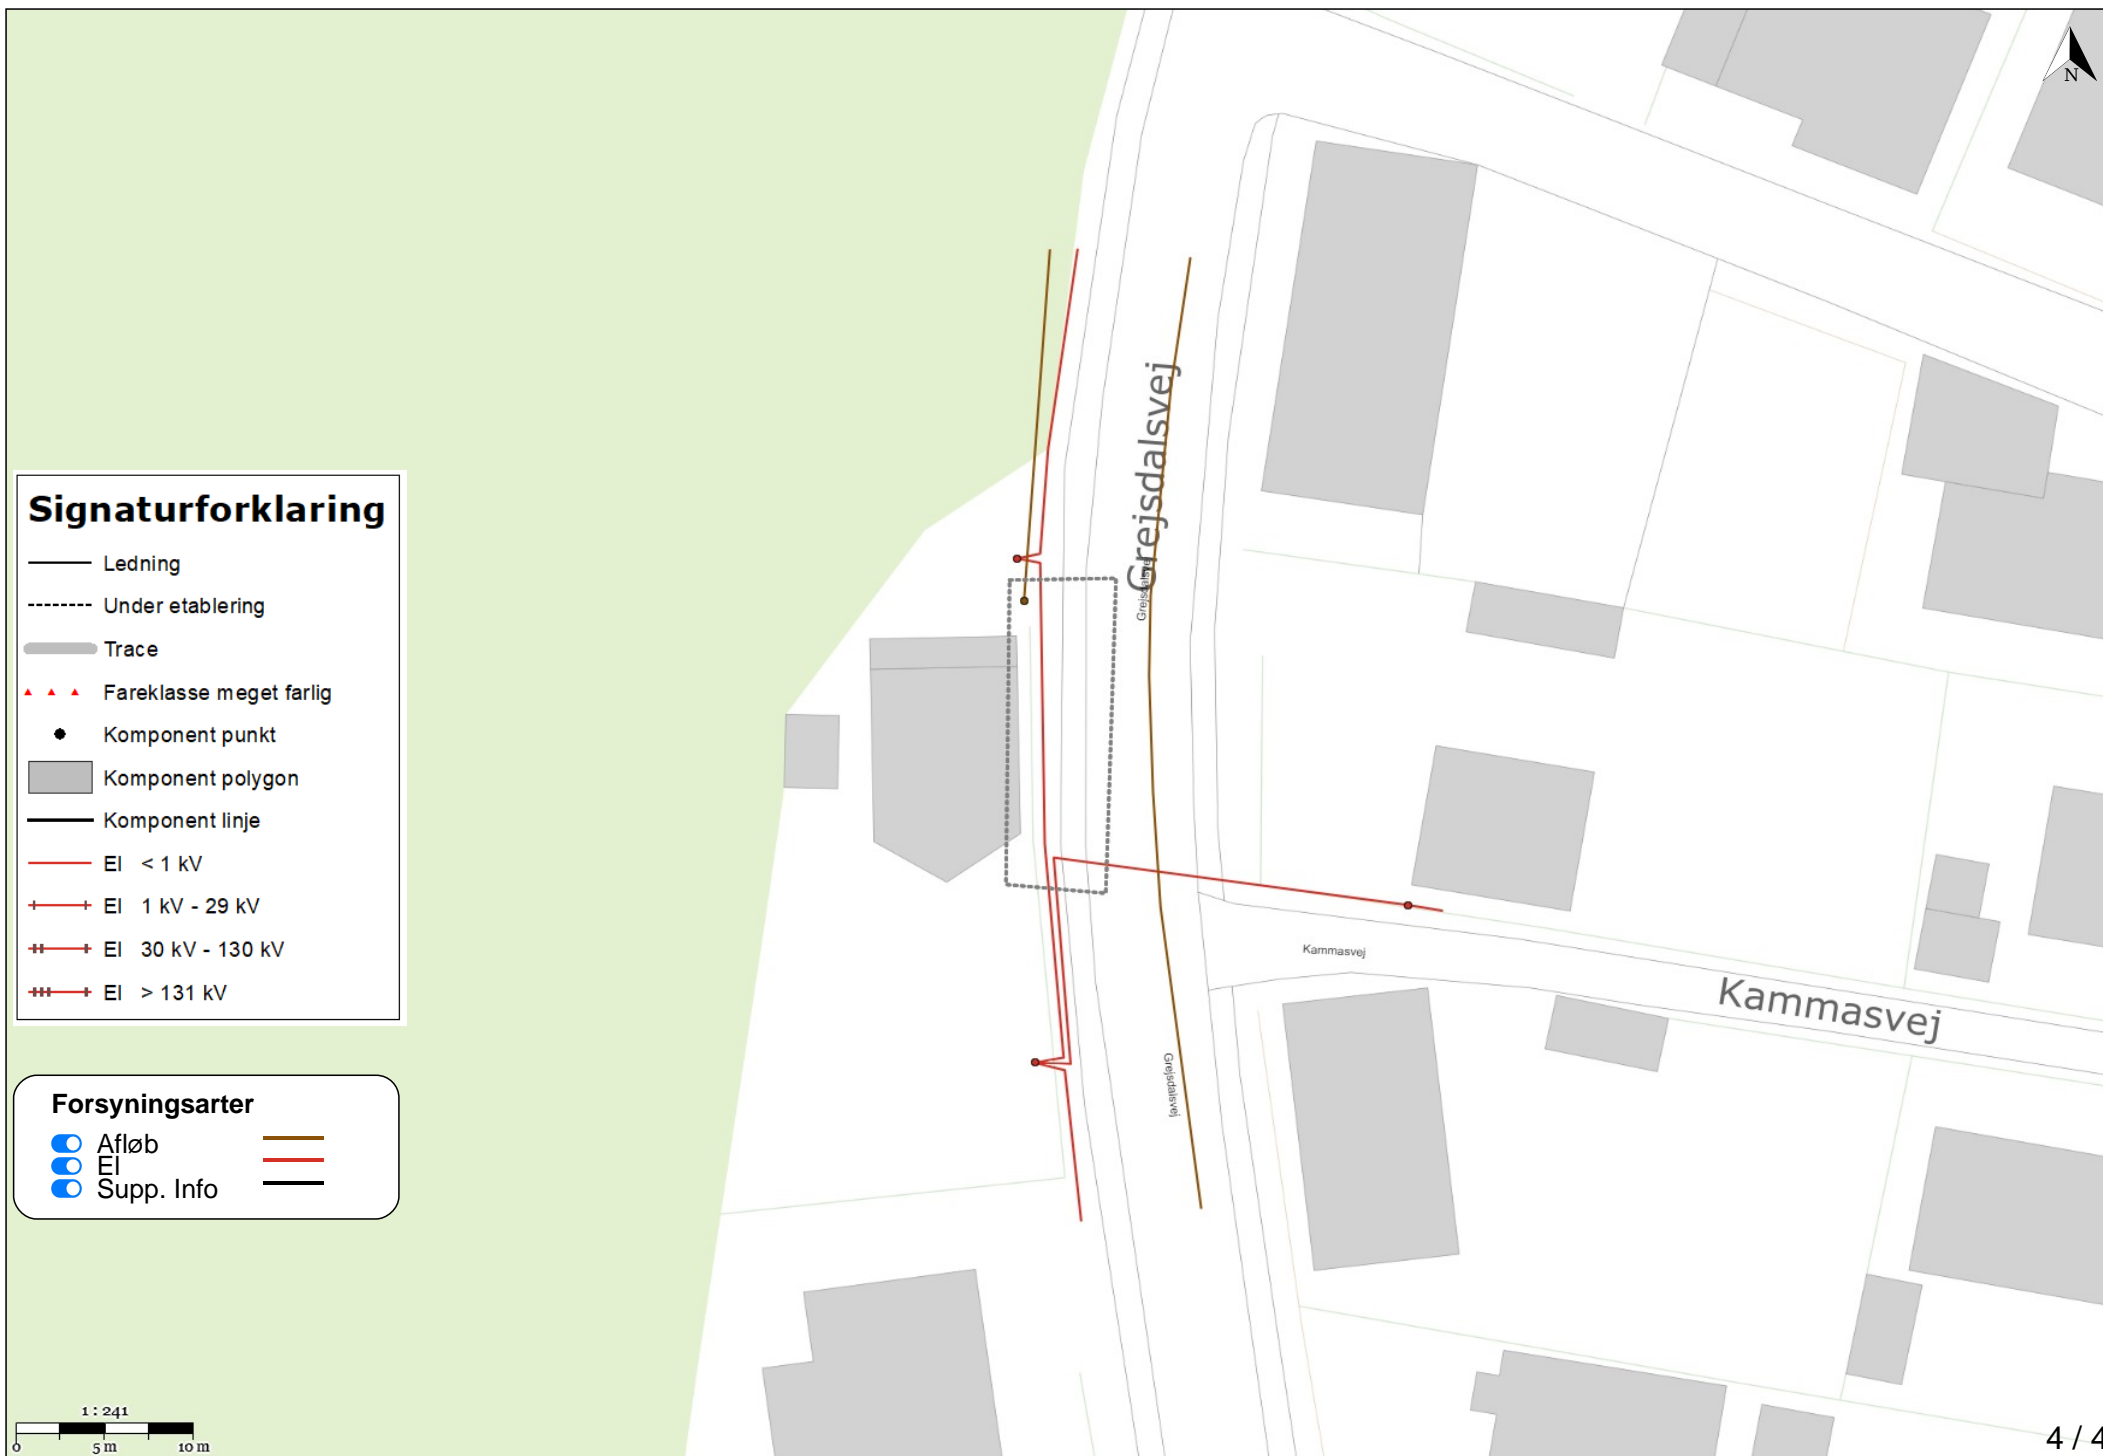 N
Grejsdalsvej
Grejsdalsvej
Signaturforklaring
Ledning
Under etablering
Trace
Fareklasse meget farlig
Komponent punkt
Komponent polygon
Komponent linje
El < 1 kV
El 1 kV - 29 kV
El 30 kV - 130 kV
El > 131 kV
Kammasvej
Kammasvej
Grejsdalsvej
Forsyningsarter
Afløb
El
Supp. Info
1 : 241
0 5 m 10 m
4 / 4